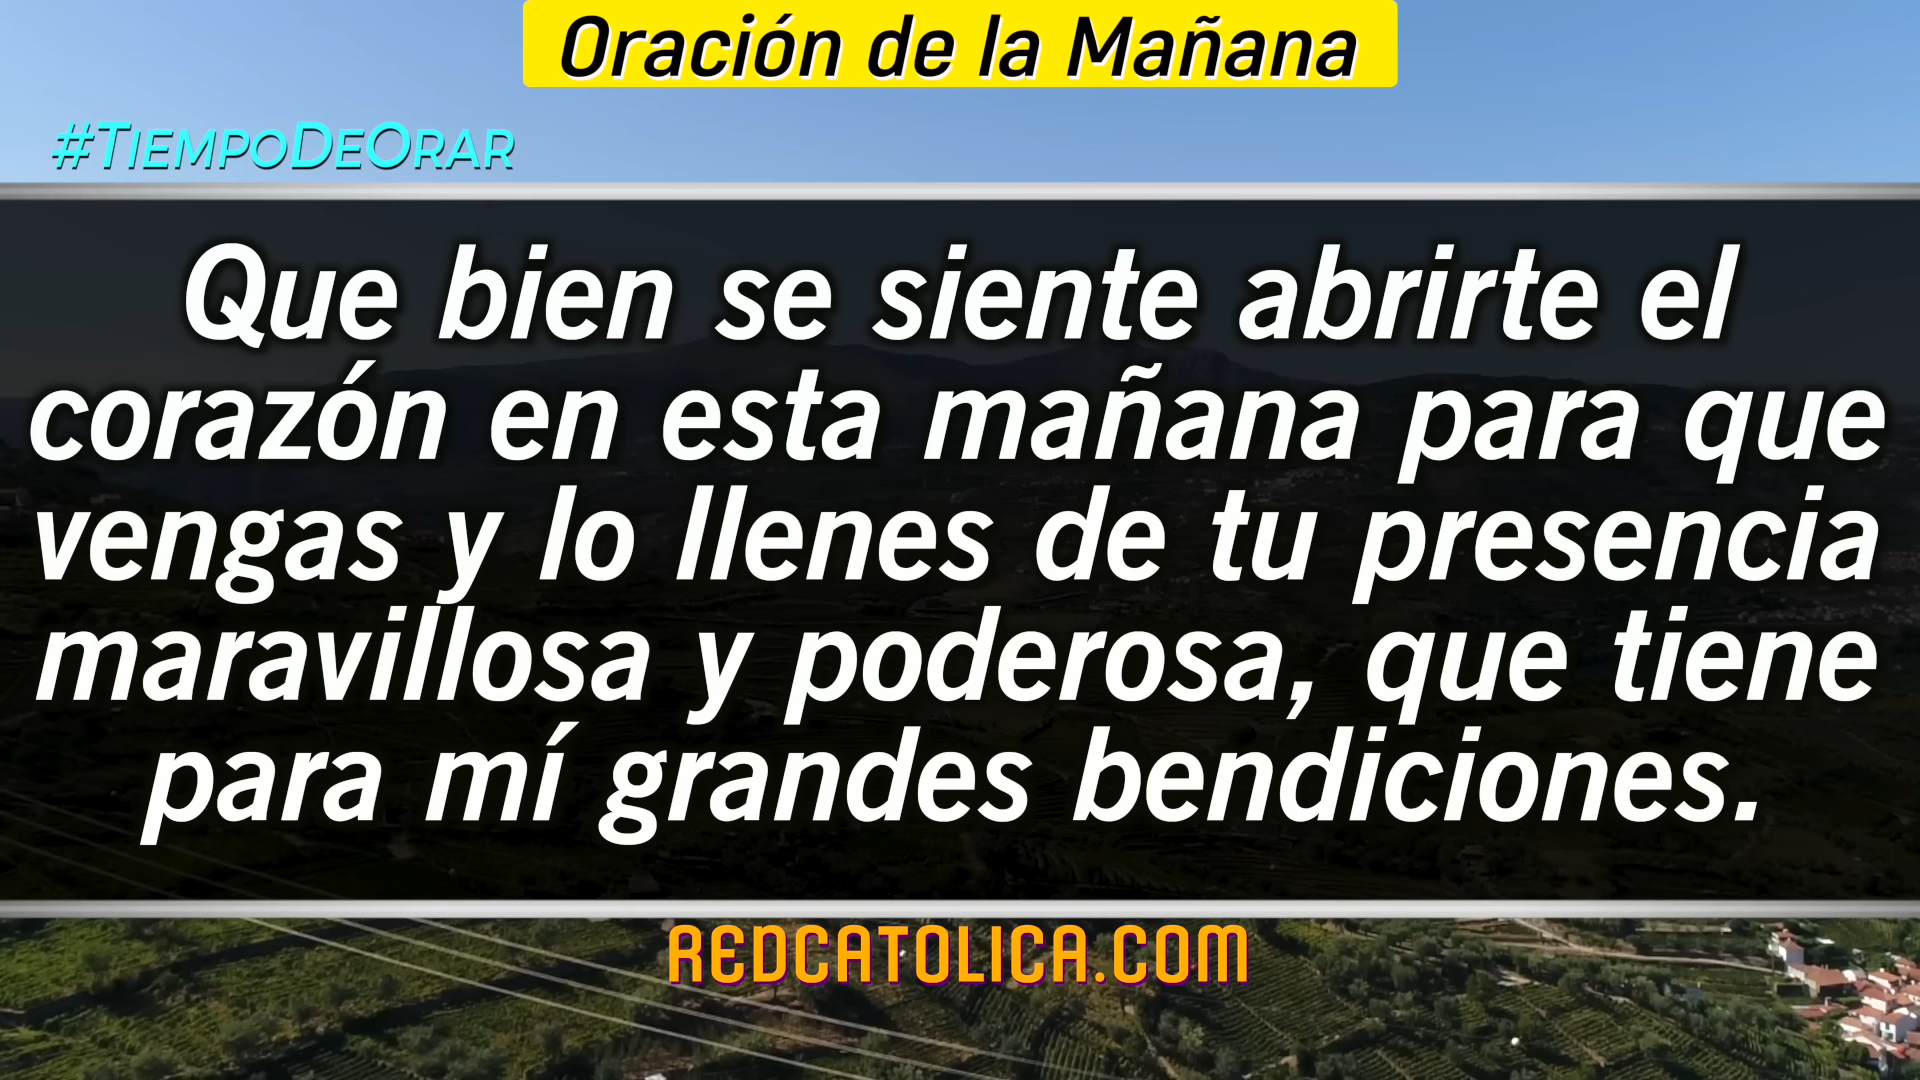 Oración de la Mañana
#TiempoDeOrar
Que bien se siente abrirte el
corazón en esta mañana para que
vengas y lo llenes de tu presencia
maravillosa y poderosa, que tiene
para mí grandes bendiciones.
REDCATOLICA.COM